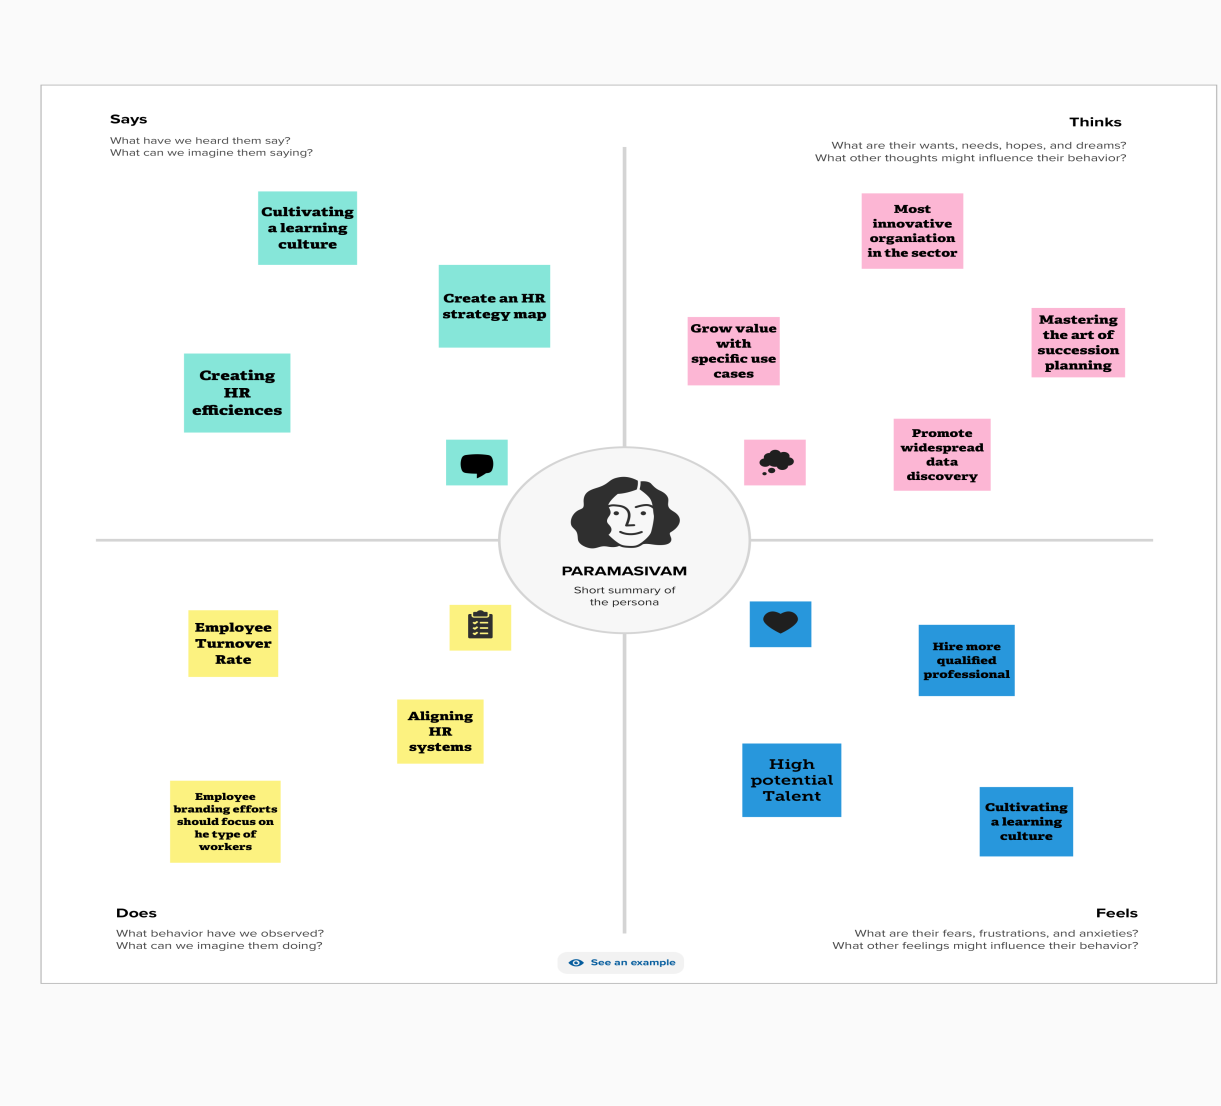 Says
What have we heard them say?
What can we imagine them saying?
Thinks
What are their wants, needs, hopes, and dreams?
What other thoughts might influence their behavior?
Cultivating
a learning
culture
Create an HR
strategy map
Creating
HR
efficiences
Most
innovative
organiation
in the sector
Grow value
with
specific use
cases
Mastering
the art of
succession
planning
Promote
widespread
data
discovery
PARAMASIVAM
Short summary of
the persona
Employee
Turnover
Rate
Aligning
HR
systems
Employee
branding efforts
should focus on
he type of
workers
Hire more
qualified
professional
High
potential
Talent
Cultivating
a learning
culture
Does
What behavior have we observed?
What can we imagine them doing?
Feels
What are their fears, frustrations, and anxieties?
What other feelings might influence their behavior?
See an example